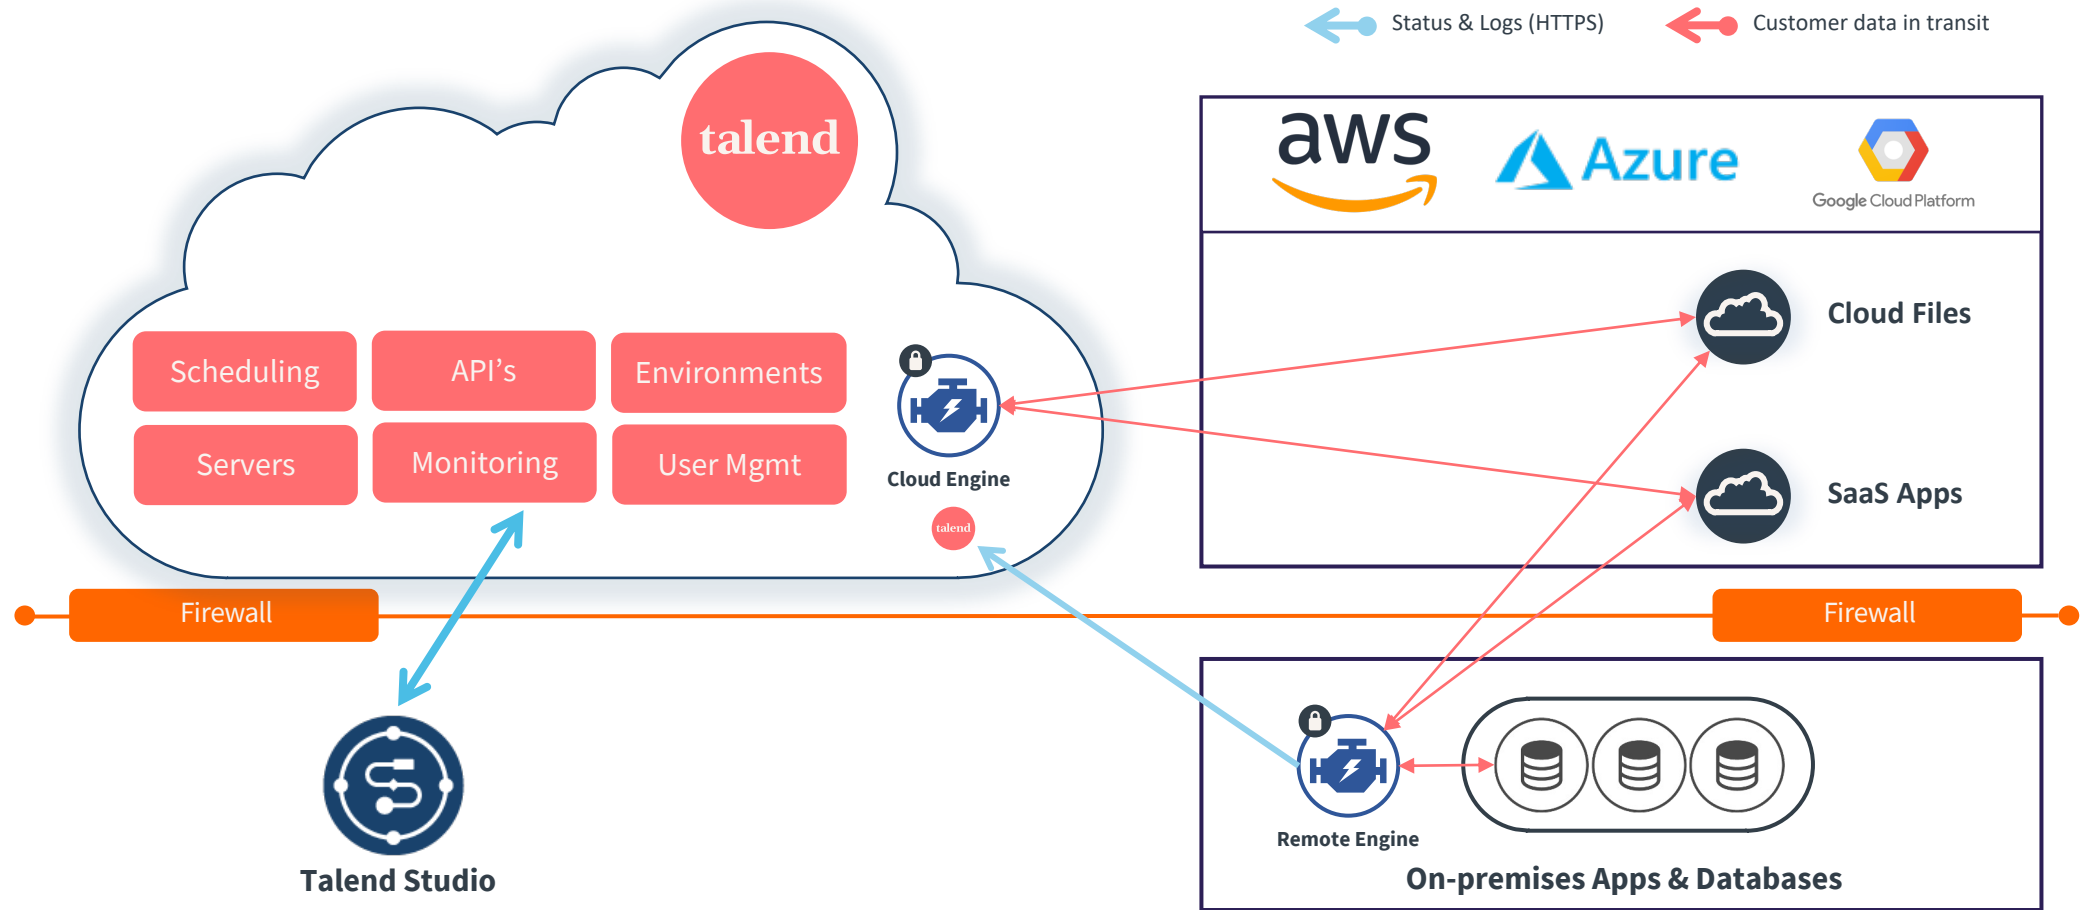 Status & Logs (HTTPS)
Customer data in transit
talend
aws
Azure
Google Cloud Platform
Scheduling
API's
Environments
Servers
Monitoring
User Mgmt
Cloud Engine
talend
Cloud Files
SaaS Apps
Firewall
Firewall
Talend Studio
Remote Engine
On-premises Apps & Databases